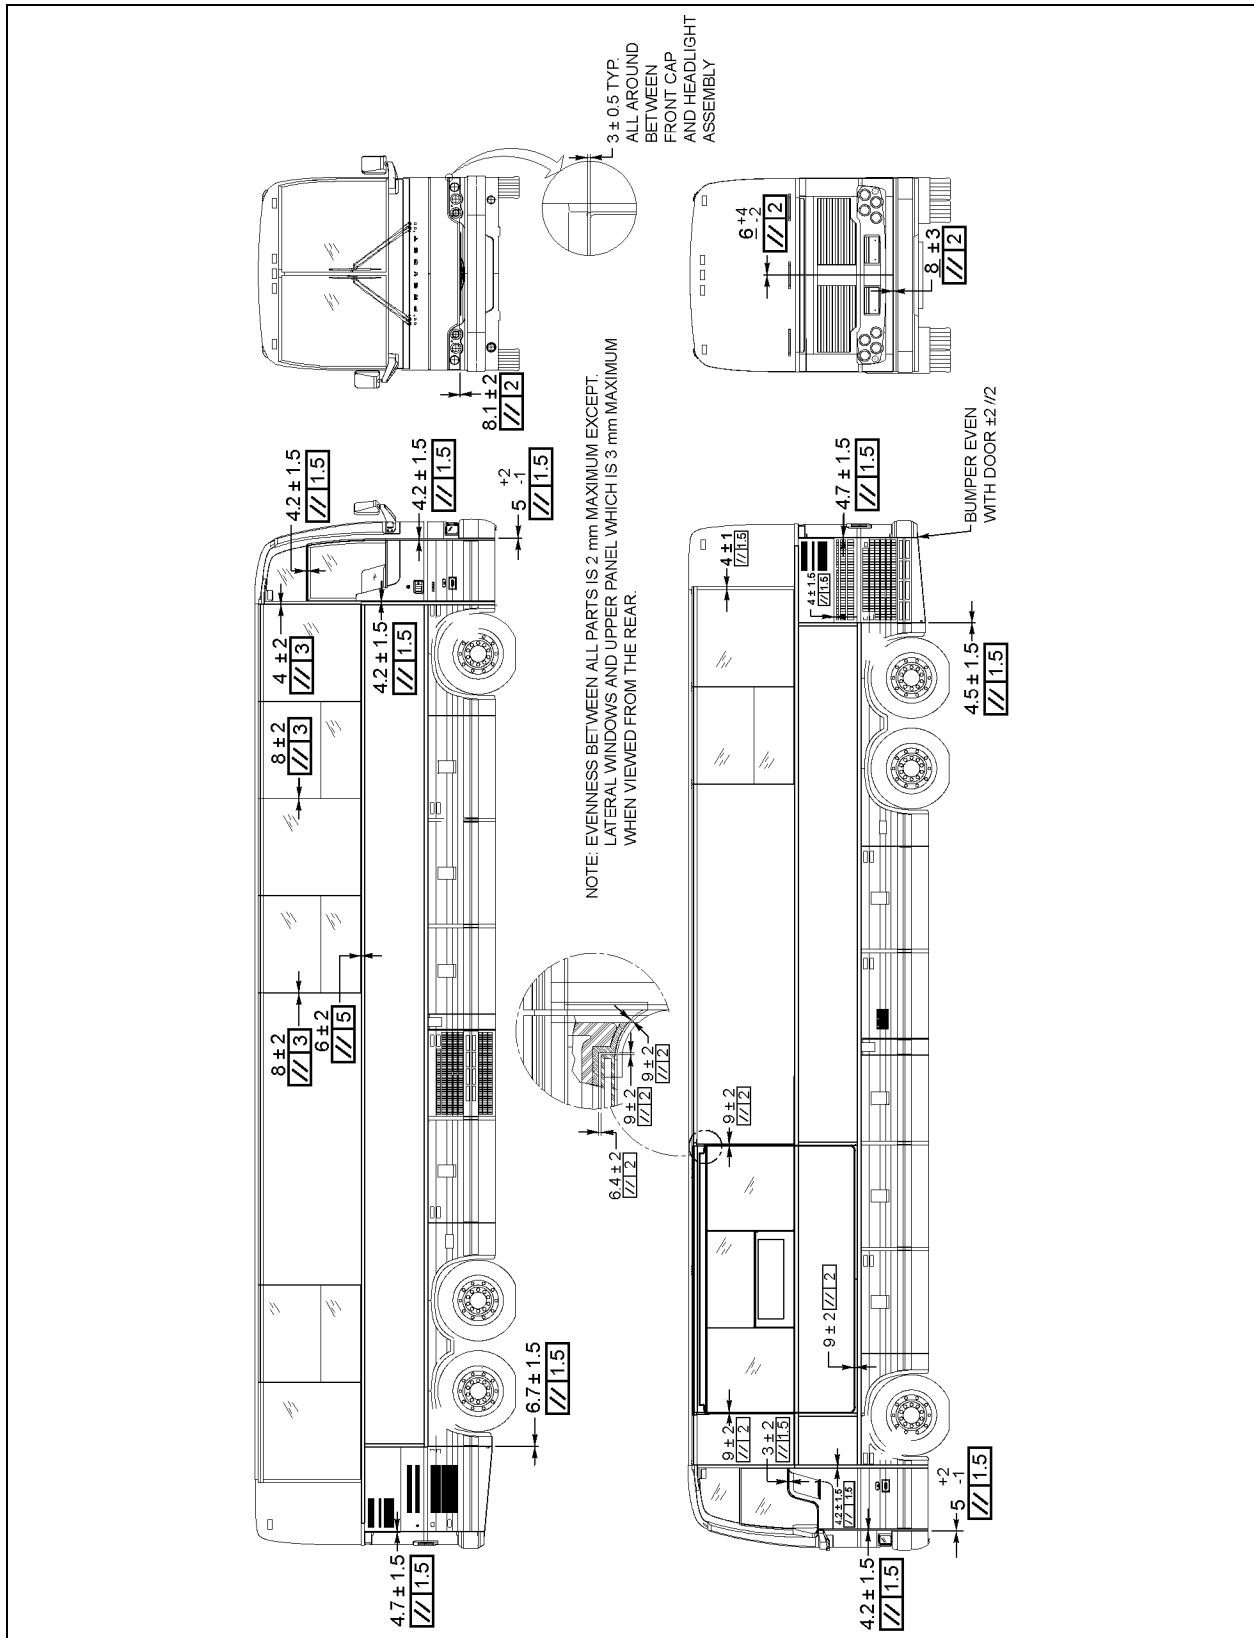 4.7 ± 1.5
// 1.5
6.7 ± 1.5
// 1.5
8 ± 2
// 3
6 ± 2
// 5
8 ± 2
// 3
4 ± 2
// 3
4.2 ± 1.5
// 1.5
4.2 ± 1.5
// 1.5
4.2 ± 1.5
// 1.5
5 +2 -1
// 1.5
8.1 ± 2
// 2
3 ± 0.5 TYP.
ALL AROUND
BETWEEN
FRONT CAP
AND HEADLIGHT
ASSEMBLY
NOTE: EVENNESS BETWEEN ALL PARTS IS 2 mm MAXIMUM EXCEPT.
LATERAL WINDOWS AND UPPER PANEL WHICH IS 3 mm MAXIMUM
WHEN VIEWED FROM THE REAR.
6.4 ± 2
// 2
9 ± 2
// 2
9 ± 2
// 2
9 ± 2
// 2
9 ± 2
// 2
9 ± 2 // 2
3 ± 2
// 1.5
4.2 ± 1.5
// 1.5
4.2 ± 1.5
// 1.5
5 +2 -1
// 1.5
4 ± 1
// 1.5
4 ± 1.5
// 1.5
4.7 ± 1.5
// 1.5
4.5 ± 1.5
// 1.5
BUMPER EVEN
WITH DOOR ±2 //2
6 +4 -2
// 2
8 ± 3
// 2